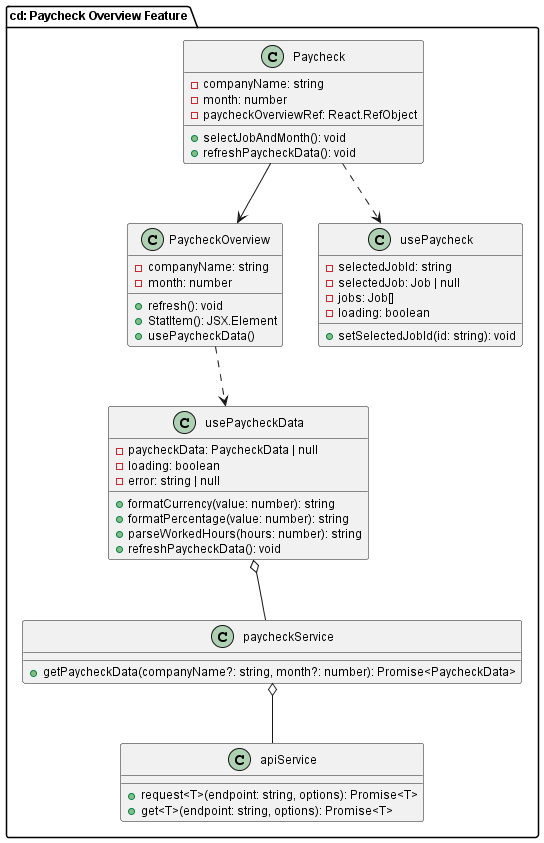 cd: Paycheck Overview Feature
C Paycheck
companyName: string
month: number
paycheckOverviewRef: React.RefObject
selectJobAndMonth(): void
refreshPaycheckData(): void
C PaycheckOverview
companyName: string
month: number
refresh(): void
StatItem(): JSX.Element
usePaycheckData()
C usePaycheck
selectedJobId: string
selectedJob: Job | null
jobs: Job[]
loading: boolean
setSelectedJobId(id: string): void
C usePaycheckData
paycheckData: PaycheckData | null
loading: boolean
error: string | null
formatCurrency(value: number): string
formatPercentage(value: number): string
parseWorkedHours(hours: number): string
refreshPaycheckData(): void
C paycheckService
getPaycheckData(companyName?: string, month?: number): Promise<PaycheckData>
C apiService
request<T>(endpoint: string, options): Promise<T>
get<T>(endpoint: string, options): Promise<T>